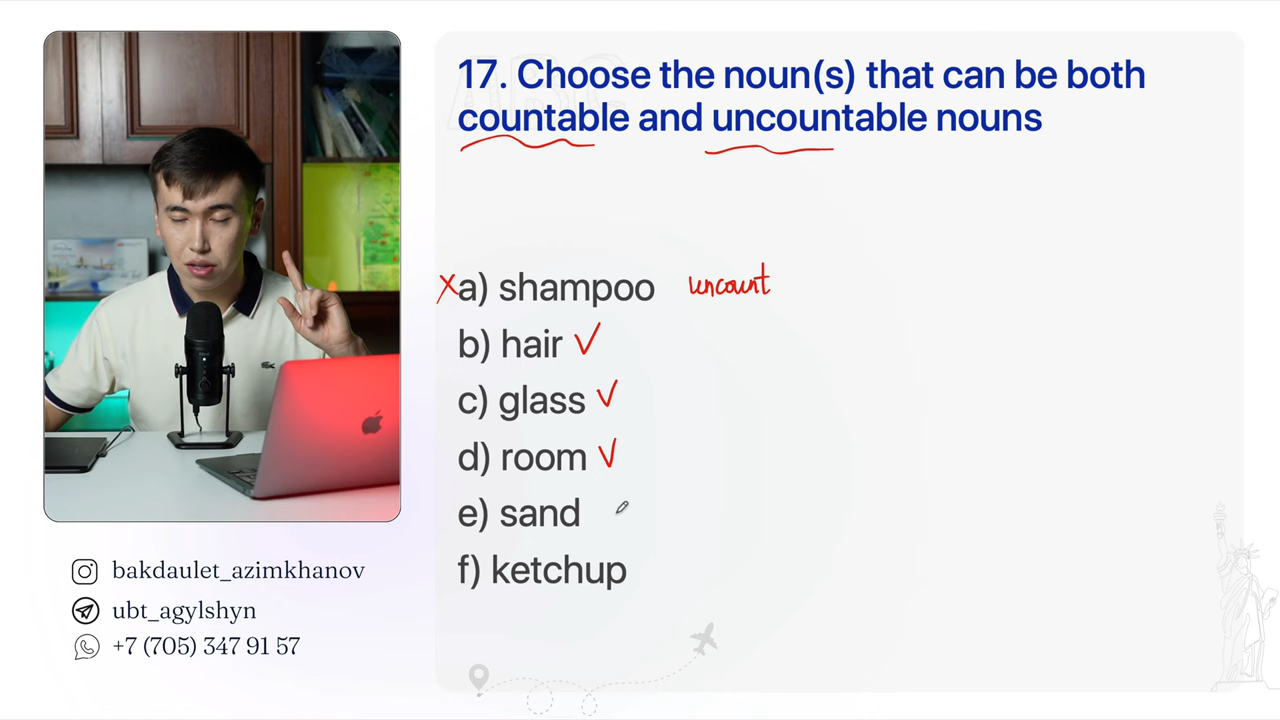 17. Choose the noun(s) that can be both
countable and uncountable nouns
X a) shampoo uncount
b) hair ✓
c) glass ✓
d) room ✓
e) sand
f) ketchup
bakdaulet_azimkhanov
ubt_agylshyn
+7 (705) 347 91 57